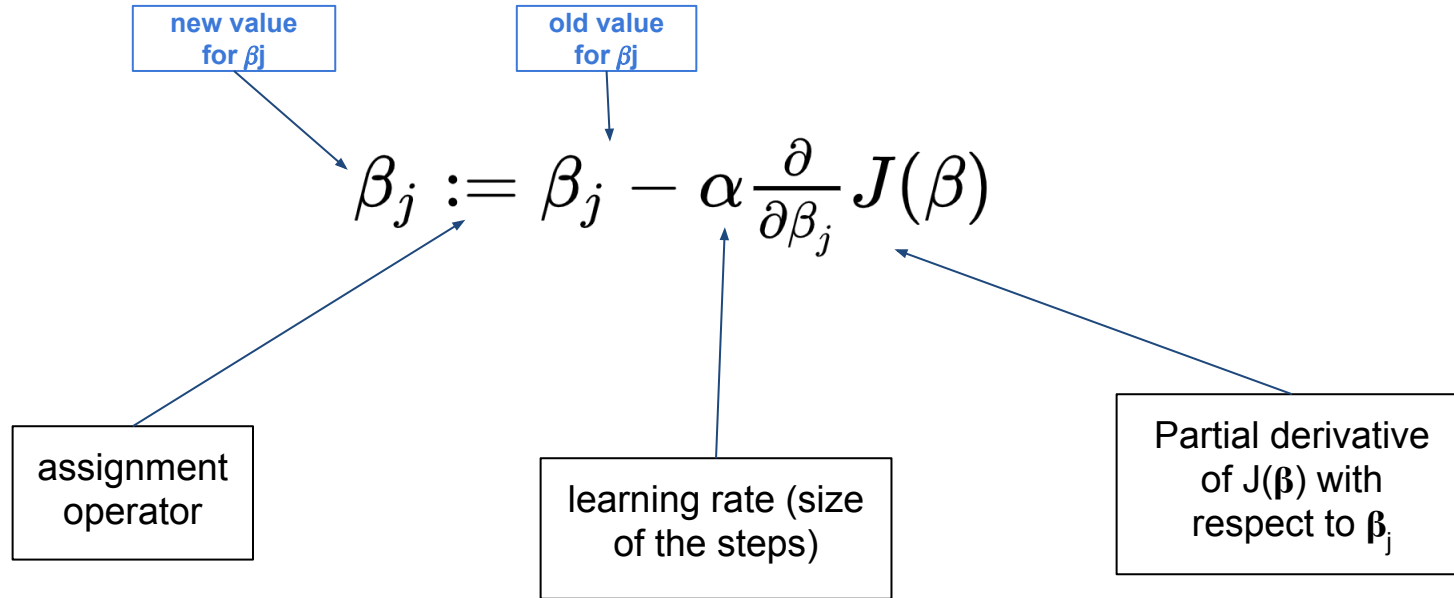 new value
for βj
old value
for βj
βⱼ := βⱼ − α ∂/∂βⱼ J(β)
assignment
operator
learning rate (size
of the steps)
Partial derivative
of J(β) with
respect to βⱼ